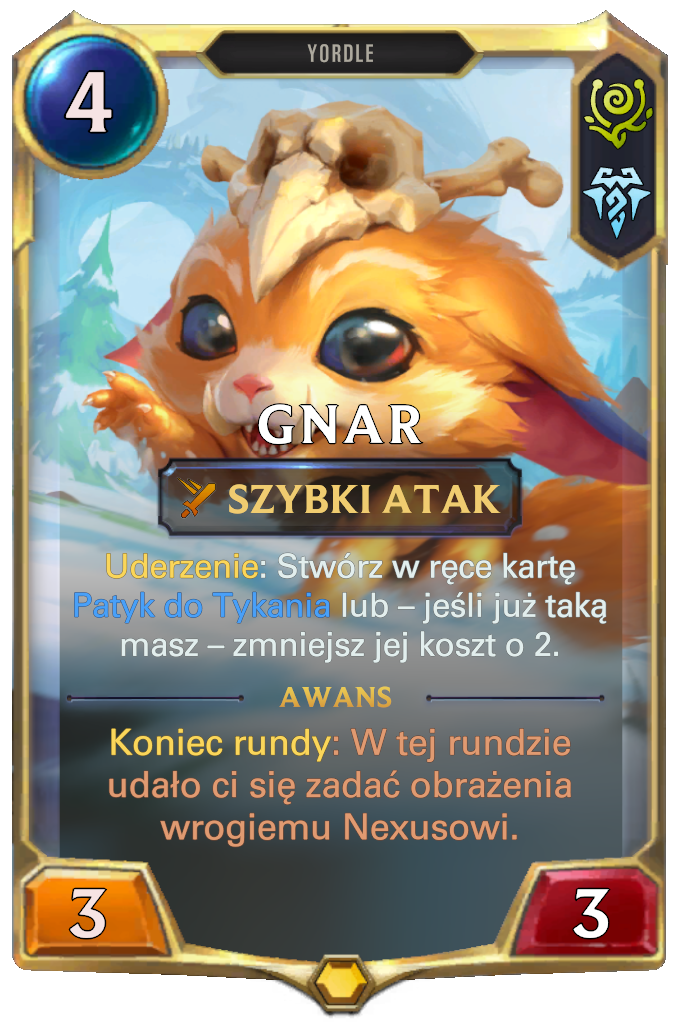 YORDLE
4
GNAR
SZYBKI ATAK
Uderzenie: Stwórz w ręce kartę
Patyk do Tykania lub – jeśli już taką
masz – zmniejsz jej koszt o 2.
AWANS
Koniec rundy: W tej rundzie
udało ci się zadać obrażenia
wrogiemu Nexusowi.
3
3